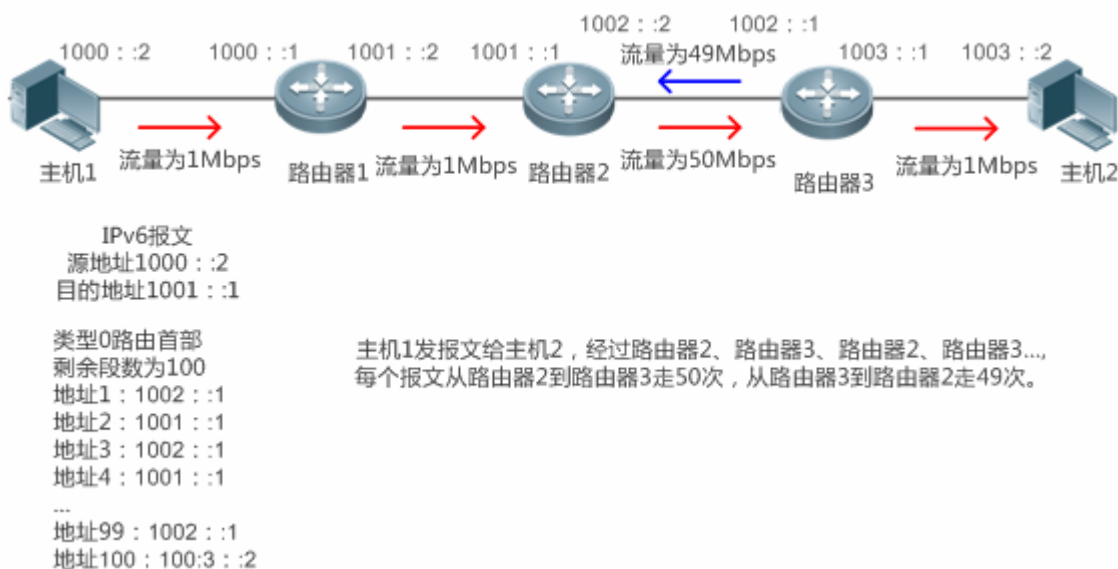 1002：:2 1002：:1
1000：:2 1000：:1 1001：:2 1001：:1 流量为49Mbps 1003：:1 1003：:2
主机1 流量为1Mbps 路由器1 流量为1Mbps 路由器2 流量为50Mbps 路由器3 流量为1Mbps 主机2
IPv6报文
源地址1000：:2
目的地址1001：:1
类型0路由首部
剩余段数为100
地址1：1002：:1
地址2：1001：:1
地址3：1002：:1
地址4：1001：:1
...
地址99：1002：:1
地址100：100:3：:2
主机1发报文给主机2，经过路由器2、路由器3、路由器2、路由器3...,
每个报文从路由器2到路由器3走50次，从路由器3到路由器2走49次。